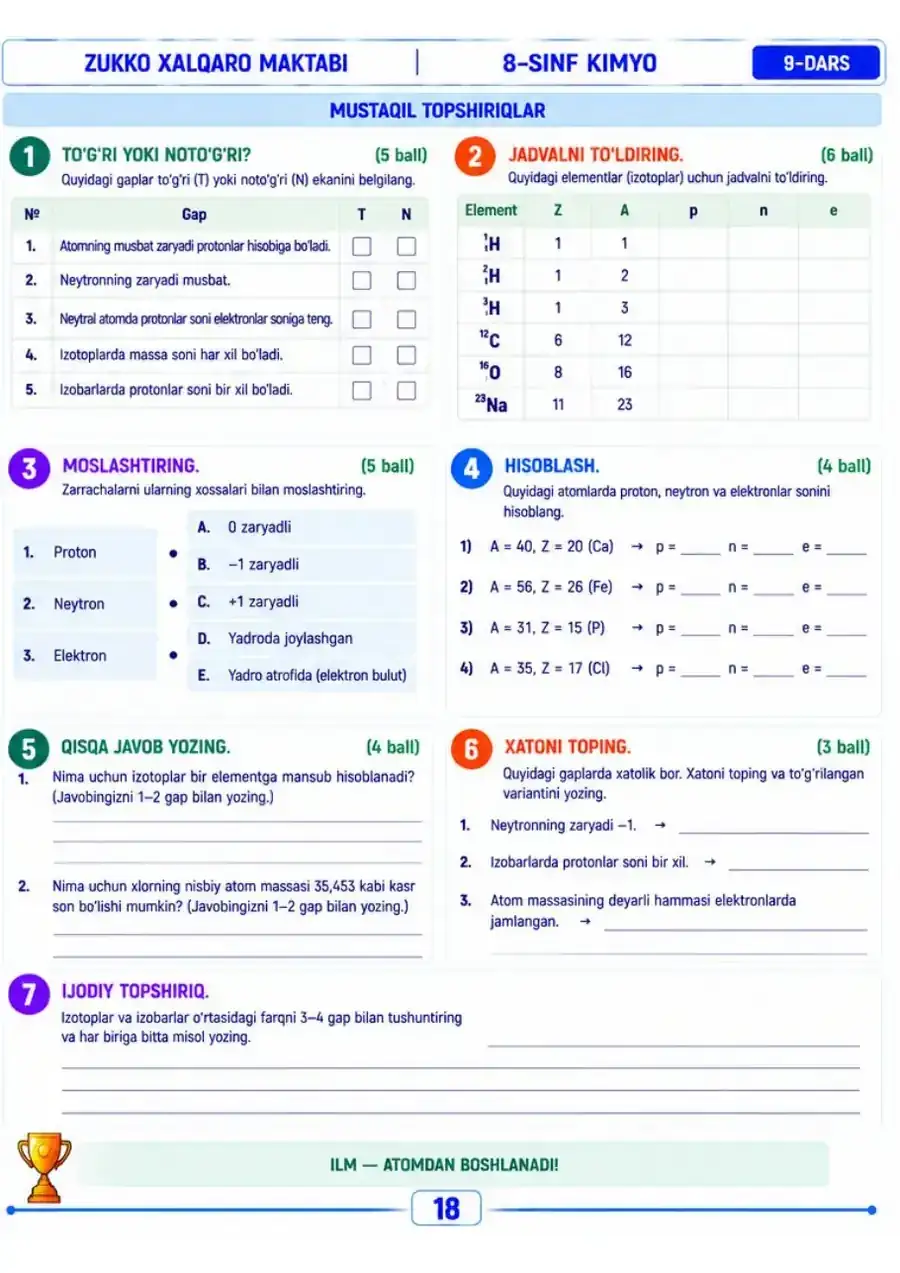 ZUKKO XALQARO MAKTABI | 8-SINF KIMYO 9-DARS
MUSTAQIL TOPSHIRIQLAR
1 TO'G'RI YOKI NOTO'G'RI? (5 ball)
Quyidagi gaplar to'g'ri (T) yoki noto'g'ri (N) ekanini belgilang.
№ Gap T N
1. Atomning musbat zaryadi protonlar hisobiga bo'ladi.
2. Neytronning zaryadi musbat.
3. Neytral atomda protonlar soni elektronlar soniga teng.
4. Izotoplarda massa soni har xil bo'ladi.
5. Izobarlarda protonlar soni bir xil bo'ladi.
2 JADVALNI TO'LDIRING. (6 ball)
Quyidagi elementlar (izotoplar) uchun jadvalni to'ldiring.
Element Z A p n e
¹₁H 1 1
²₁H 1 2
³₁H 1 3
¹²C 6 12
¹⁶O 8 16
²³Na 11 23
3 MOSLASHTIRING. (5 ball)
Zarrachalarni ularning xossalari bilan moslashtiring.
1. Proton •
2. Neytron •
3. Elektron •
A. 0 zaryadli
B. –1 zaryadli
C. +1 zaryadli
D. Yadroda joylashgan
E. Yadro atrofida (elektron bulut)
4 HISOBLASH. (4 ball)
Quyidagi atomlarda proton, neytron va elektronlar sonini
hisoblang.
1) A = 40, Z = 20 (Ca) → p = _____ n = _____ e = _____
2) A = 56, Z = 26 (Fe) → p = _____ n = _____ e = _____
3) A = 31, Z = 15 (P) → p = _____ n = _____ e = _____
4) A = 35, Z = 17 (Cl) → p = _____ n = _____ e = _____
5 QISQA JAVOB YOZING. (4 ball)
1. Nima uchun izotoplar bir elementga mansub hisoblanadi?
(Javobingizni 1–2 gap bilan yozing.)
2. Nima uchun xlorning nisbiy atom massasi 35,453 kabi kasr
son bo'lishi mumkin? (Javobingizni 1–2 gap bilan yozing.)
6 XATONI TOPING. (3 ball)
Quyidagi gaplarda xatolik bor. Xatoni toping va to'g'rilangan
variantini yozing.
1. Neytronning zaryadi –1. →
2. Izobarlarda protonlar soni bir xil. →
3. Atom massasining deyarli hammasi elektronlarda
jamlangan. →
7 IJODIY TOPSHIRIQ.
Izotoplar va izobarlar o'rtasidagi farqni 3–4 gap bilan tushuntiring
va har biriga bitta misol yozing.
ILM — ATOMDAN BOSHLANADI!
18